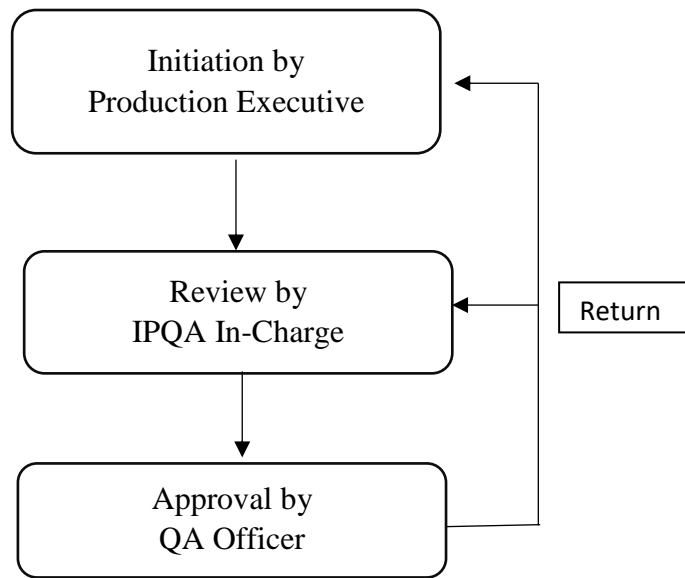 Initiation by
Production Executive
Review by
IPQA In-Charge
Return
Approval by
QA Officer